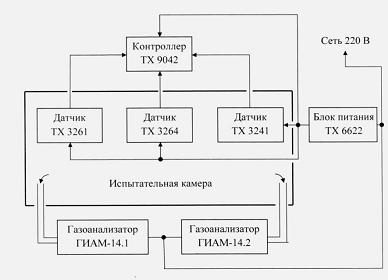 Контроллер
ТХ 9042
Сеть 220 В
Датчик
ТХ 3261
Датчик
ТХ 3264
Датчик
ТХ 3241
Блок питания
ТХ 6622
Испытательная камера
Газоанализатор
ГИАМ-14.1
Газоанализатор
ГИАМ-14.2